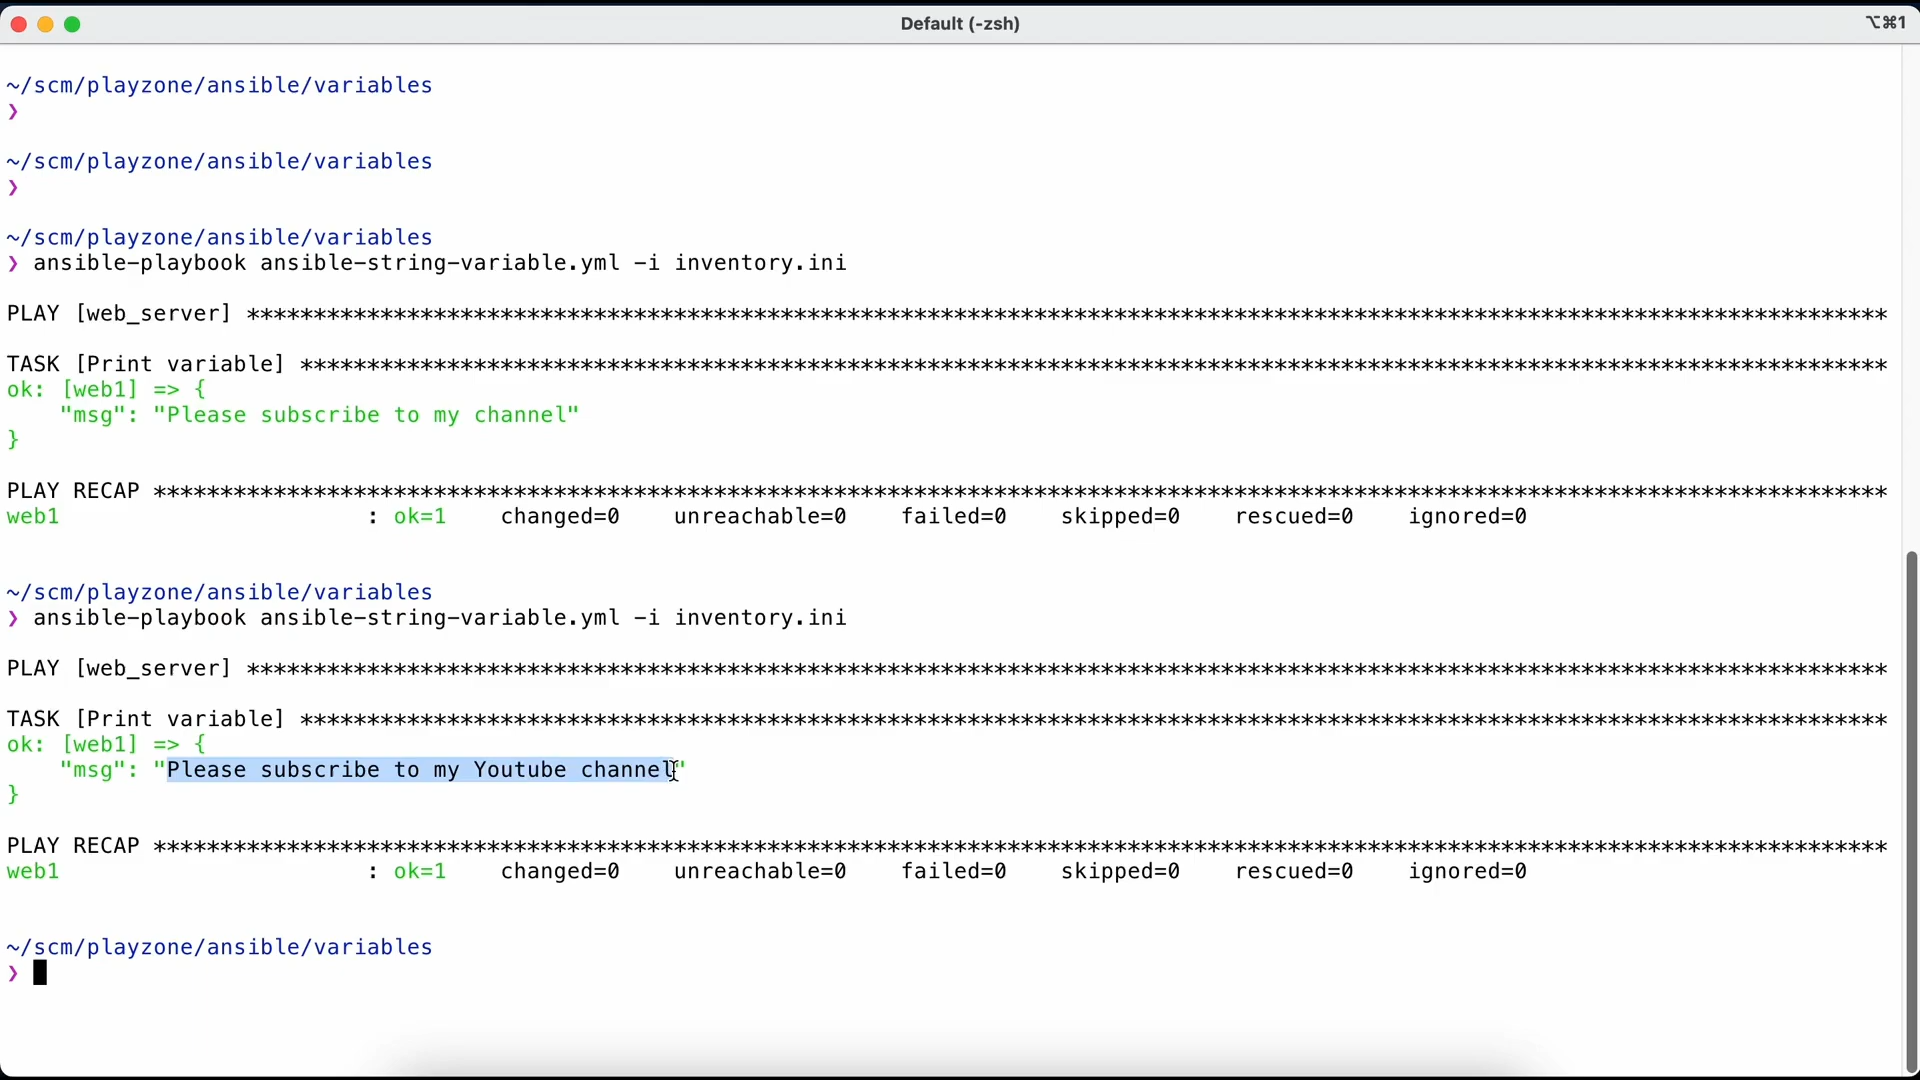 Default (-zsh)
⌥⌘1
~/scm/playzone/ansible/variables
❯
~/scm/playzone/ansible/variables
❯
~/scm/playzone/ansible/variables
❯ ansible-playbook ansible-string-variable.yml -i inventory.ini
PLAY [web_server] ***************************************************************************************************************************
TASK [Print variable] ***********************************************************************************************************************
ok: [web1] => {
    "msg": "Please subscribe to my channel"
}
PLAY RECAP **********************************************************************************************************************************
web1                       : ok=1    changed=0    unreachable=0    failed=0    skipped=0    rescued=0    ignored=0
~/scm/playzone/ansible/variables
❯ ansible-playbook ansible-string-variable.yml -i inventory.ini
PLAY [web_server] ***************************************************************************************************************************
TASK [Print variable] ***********************************************************************************************************************
ok: [web1] => {
    "msg": "Please subscribe to my Youtube channel"
}
PLAY RECAP **********************************************************************************************************************************
web1                       : ok=1    changed=0    unreachable=0    failed=0    skipped=0    rescued=0    ignored=0
~/scm/playzone/ansible/variables
❯